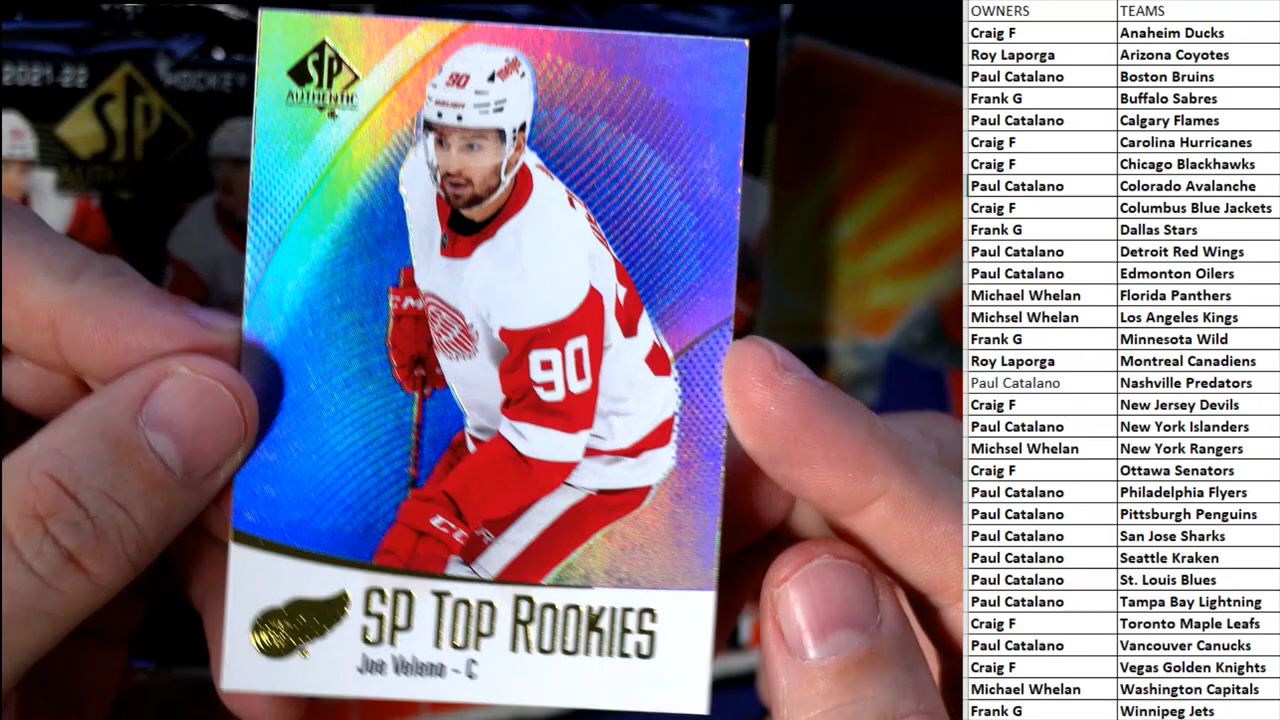 2021-22
HOCKEY
SP
AUTHENTIC
90
90
CCM
SP TOP ROOKIES
Joe Veleno - C
OWNERS TEAMS
Craig F Anaheim Ducks
Roy Laporga Arizona Coyotes
Paul Catalano Boston Bruins
Frank G Buffalo Sabres
Paul Catalano Calgary Flames
Craig F Carolina Hurricanes
Craig F Chicago Blackhawks
Paul Catalano Colorado Avalanche
Craig F Columbus Blue Jackets
Frank G Dallas Stars
Paul Catalano Detroit Red Wings
Paul Catalano Edmonton Oilers
Michael Whelan Florida Panthers
Michsel Whelan Los Angeles Kings
Frank G Minnesota Wild
Roy Laporga Montreal Canadiens
Paul Catalano Nashville Predators
Craig F New Jersey Devils
Paul Catalano New York Islanders
Michsel Whelan New York Rangers
Craig F Ottawa Senators
Paul Catalano Philadelphia Flyers
Paul Catalano Pittsburgh Penguins
Paul Catalano San Jose Sharks
Paul Catalano Seattle Kraken
Paul Catalano St. Louis Blues
Paul Catalano Tampa Bay Lightning
Craig F Toronto Maple Leafs
Paul Catalano Vancouver Canucks
Craig F Vegas Golden Knights
Michael Whelan Washington Capitals
Frank G Winnipeg Jets